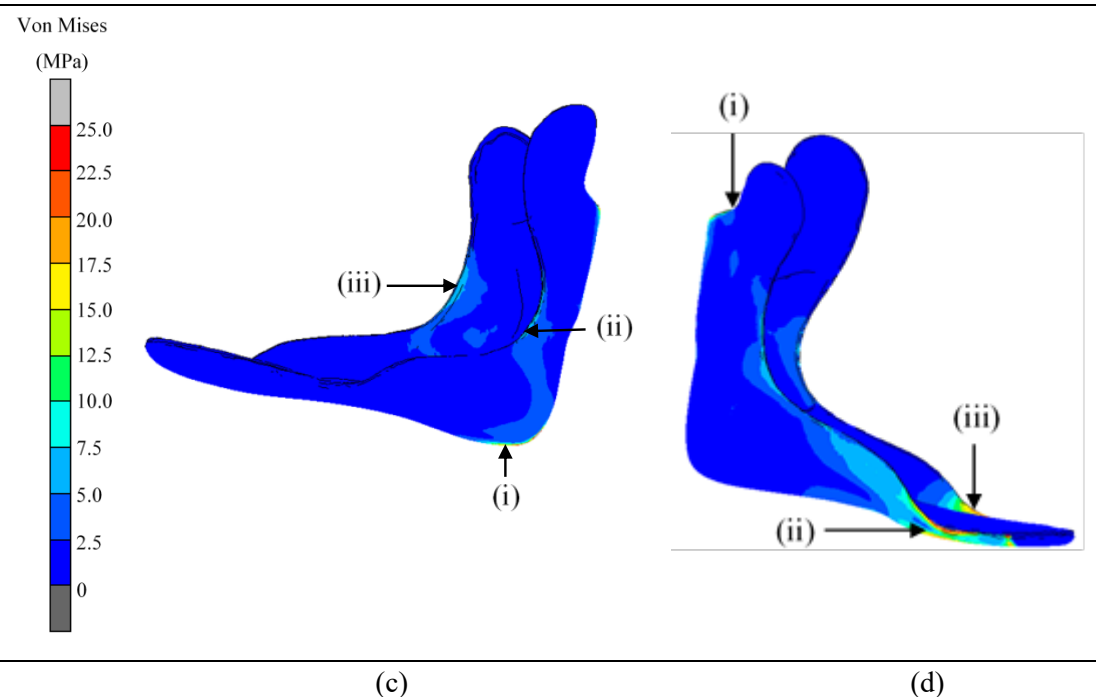 Von Mises
(MPa)
25.0
22.5
20.0
17.5
15.0
12.5
10.0
7.5
5.0
2.5
0
(iii)
(ii)
(i)
(i)
(iii)
(ii)
(c)
(d)